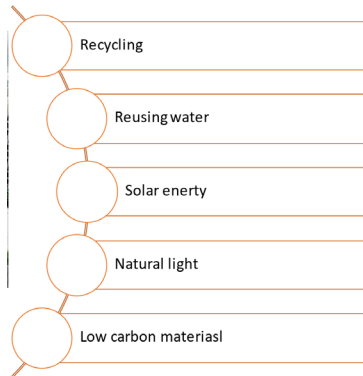 Recycling
Reusing water
Solar enerty
Natural light
Low carbon materiasl